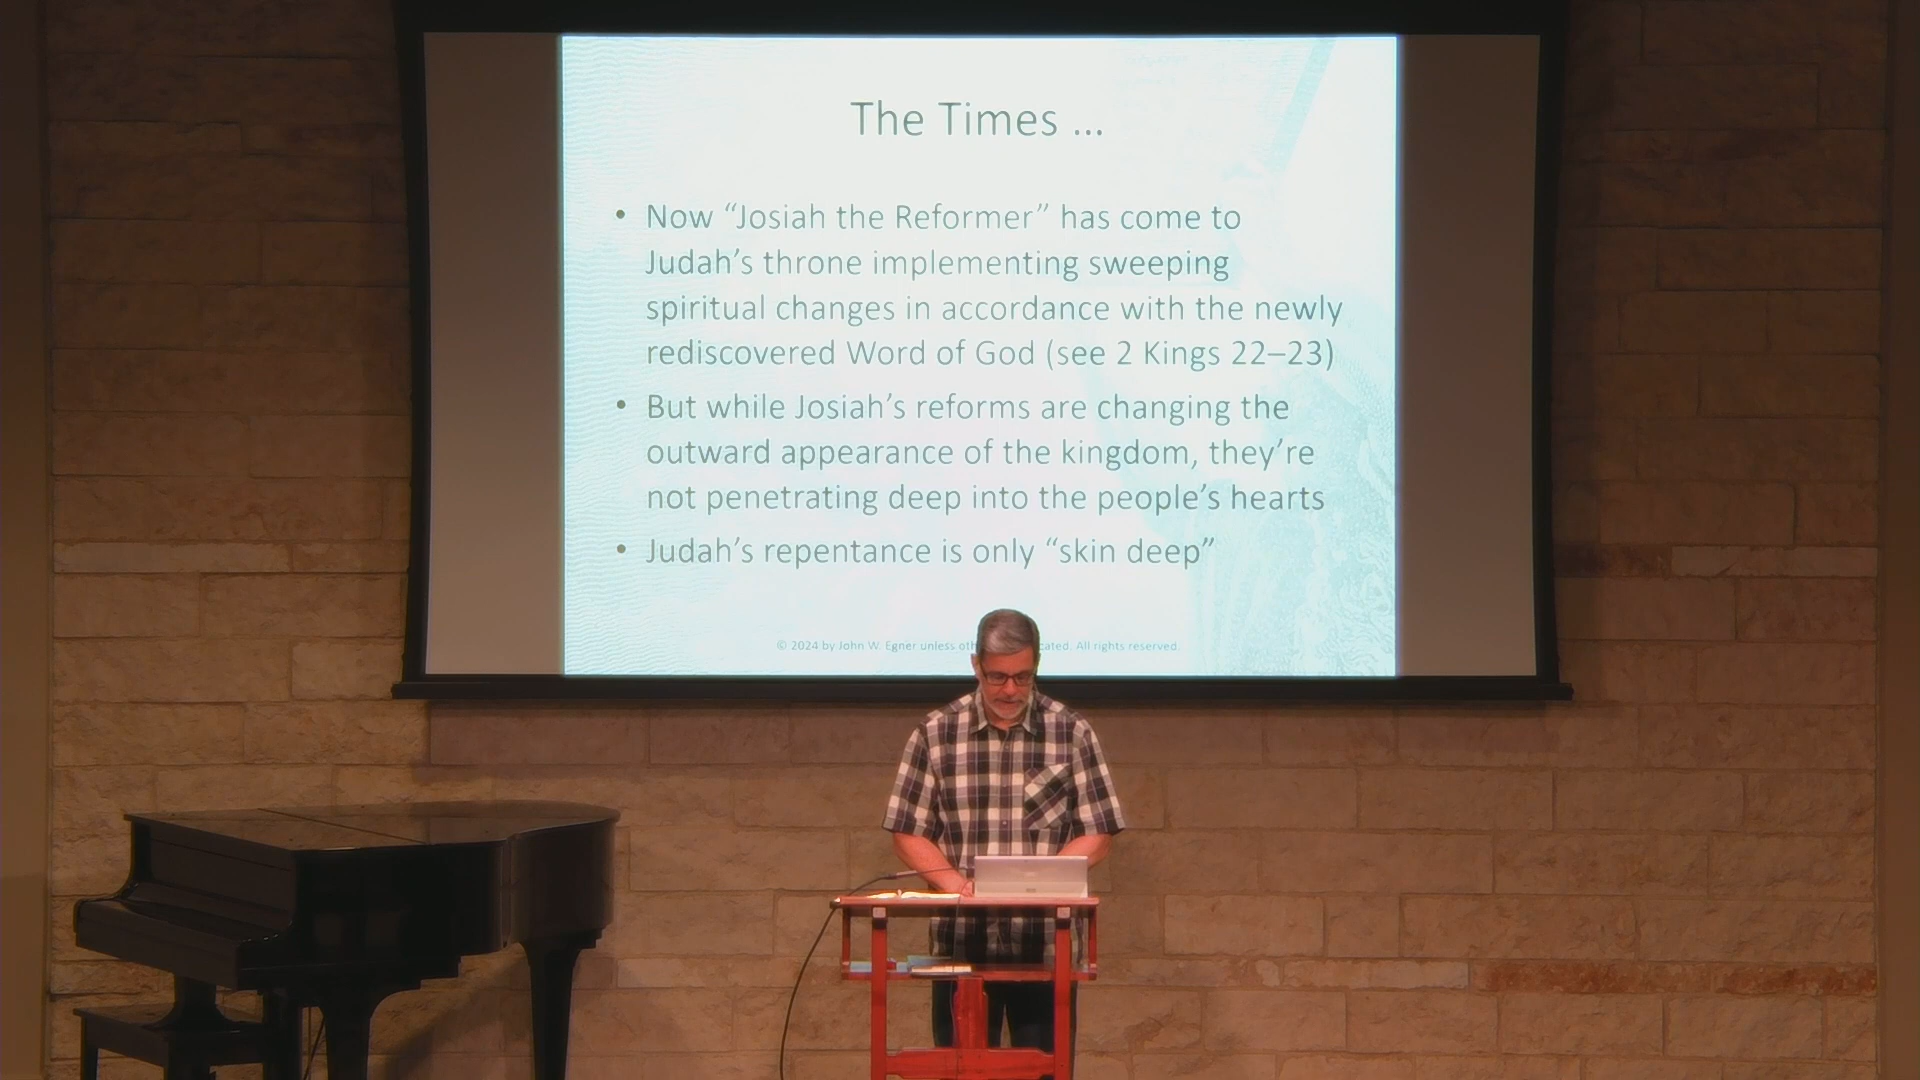 The Times ...
• Now “Josiah the Reformer” has come to
Judah’s throne implementing sweeping
spiritual changes in accordance with the newly
rediscovered Word of God (see 2 Kings 22–23)
• But while Josiah’s reforms are changing the
outward appearance of the kingdom, they’re
not penetrating deep into the people’s hearts
• Judah’s repentance is only “skin deep”
© 2024 by John W. Egner unless All rights reserved.